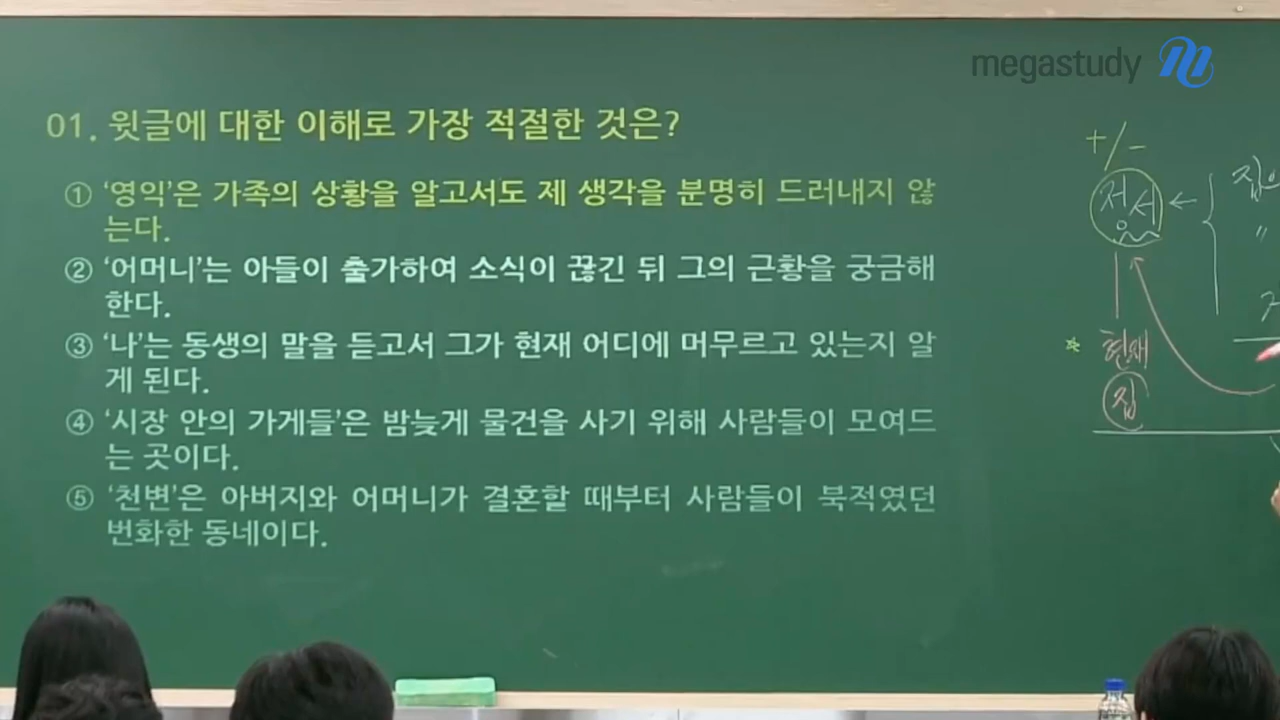 megastudy
01. 윗글에 대한 이해로 가장 적절한 것은?
① ‘영익’은 가족의 상황을 알고서도 제 생각을 분명히 드러내지 않
는다.
② ‘어머니’는 아들이 출가하여 소식이 끊긴 뒤 그의 근황을 궁금해
한다.
③ ‘나’는 동생의 말을 듣고서 그가 현재 어디에 머무르고 있는지 알
게 된다.
④ ‘시장 안의 가게들’은 밤늦게 물건을 사기 위해 사람들이 모여드
는 곳이다.
⑤ ‘천변’은 아버지와 어머니가 결혼할 때부터 사람들이 북적였던
번화한 동네이다.
+/-
정서
집
"
* 현재
집